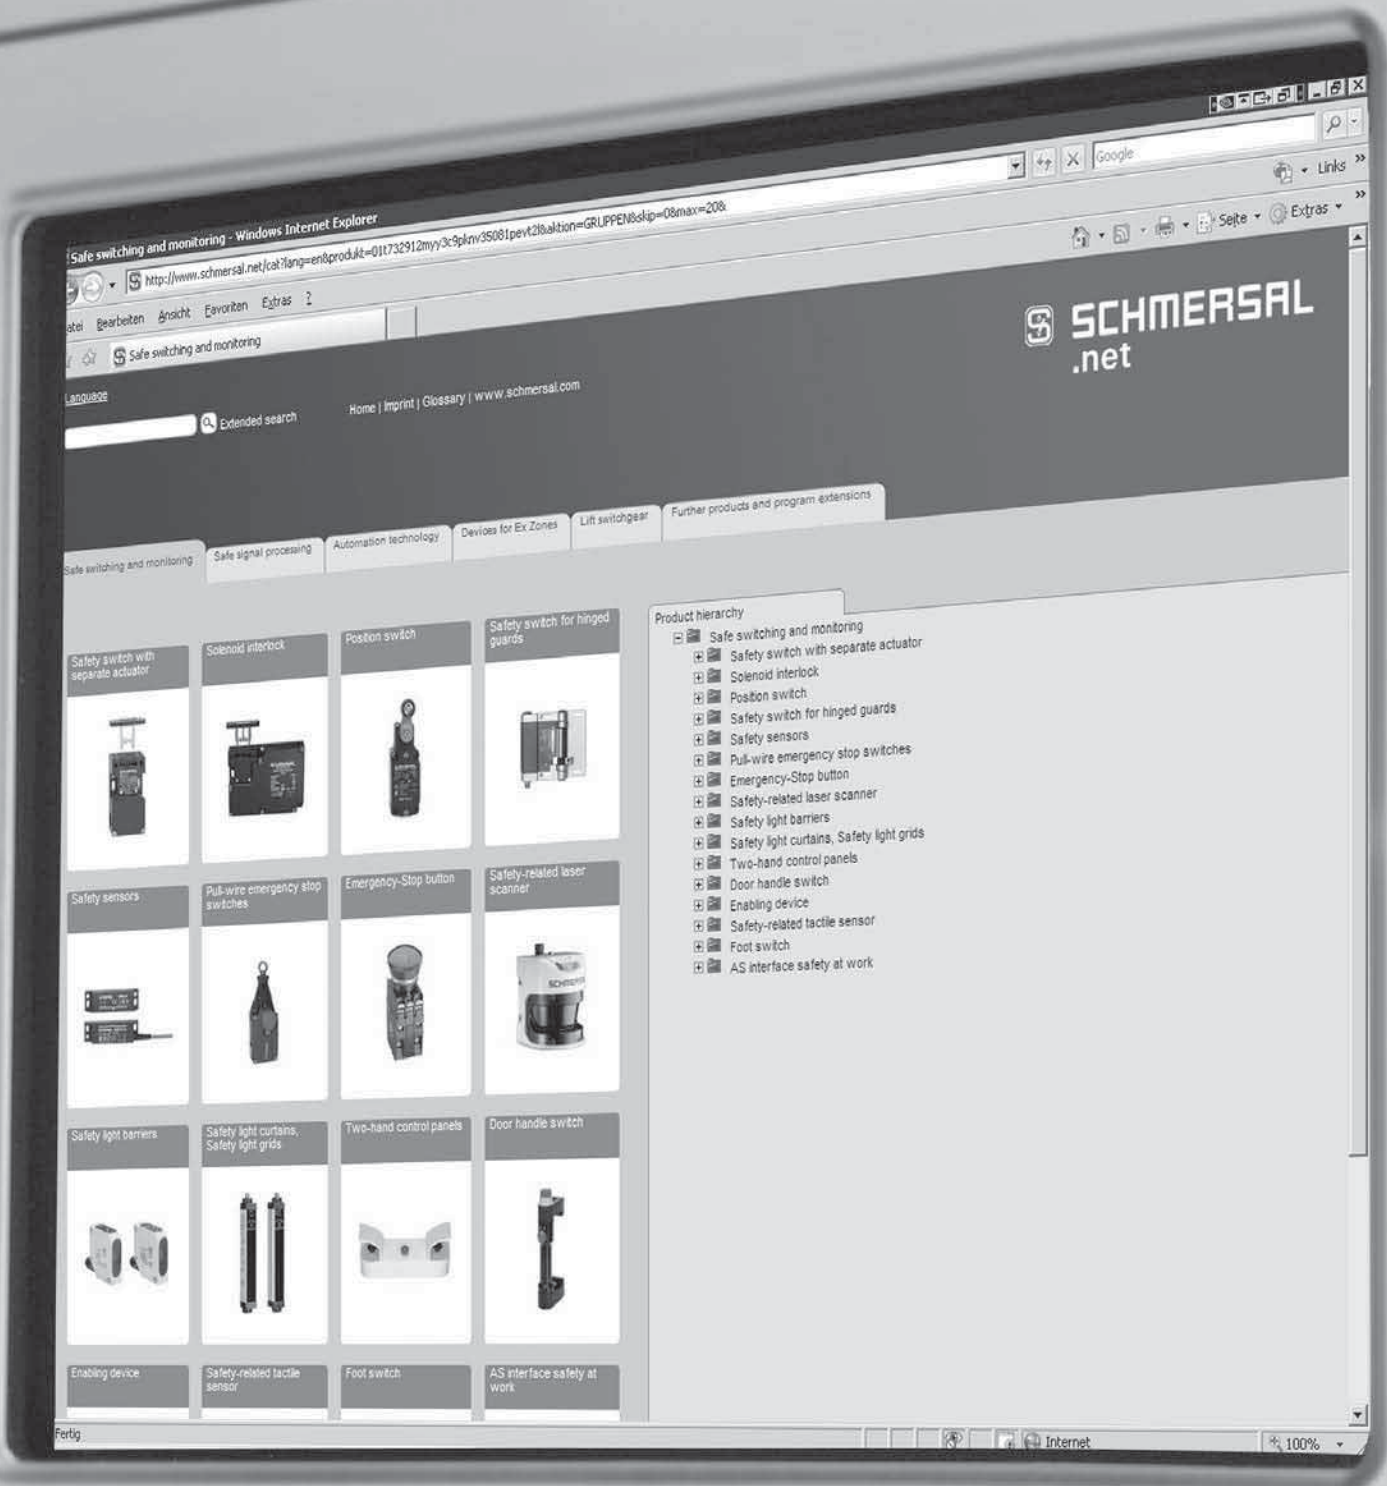 Safe switching and monitoring - Windows Internet Explorer
http://www.schmersal.net/cat?lang=en&produkt=01t732912myy3c9pknv35081pevt2l&aktion=GRUPPEN&skip=0&max=20&
Google
Links
atei Bearbeiten Ansicht Favoriten Extras ?
Safe switching and monitoring
Seite
Extras
Language
Extended search
Home | Imprint | Glossary | www.schmersal.com
SCHMERSAL
.net
Safe switching and monitoring
Safe signal processing
Automation technology
Devices for Ex Zones
Lift switchgear
Further products and program extensions
Safety switch with
separate actuator
Solenoid interlock
Position switch
Safety switch for hinged
guards
Safety sensors
Pull-wire emergency stop
switches
Emergency-Stop button
Safety-related laser
scanner
SCHMERSAL
Safety light barriers
Safety light curtains,
Safety light grids
Two-hand control panels
Door handle switch
Enabling device
Safety-related tactile
sensor
Foot switch
AS interface safety at
work
Product hierarchy
Safe switching and monitoring
Safety switch with separate actuator
Solenoid interlock
Position switch
Safety switch for hinged guards
Safety sensors
Pull-wire emergency stop switches
Emergency-Stop button
Safety-related laser scanner
Safety light barriers
Safety light curtains, Safety light grids
Two-hand control panels
Door handle switch
Enabling device
Safety-related tactile sensor
Foot switch
AS interface safety at work
Fertig
Internet
100%